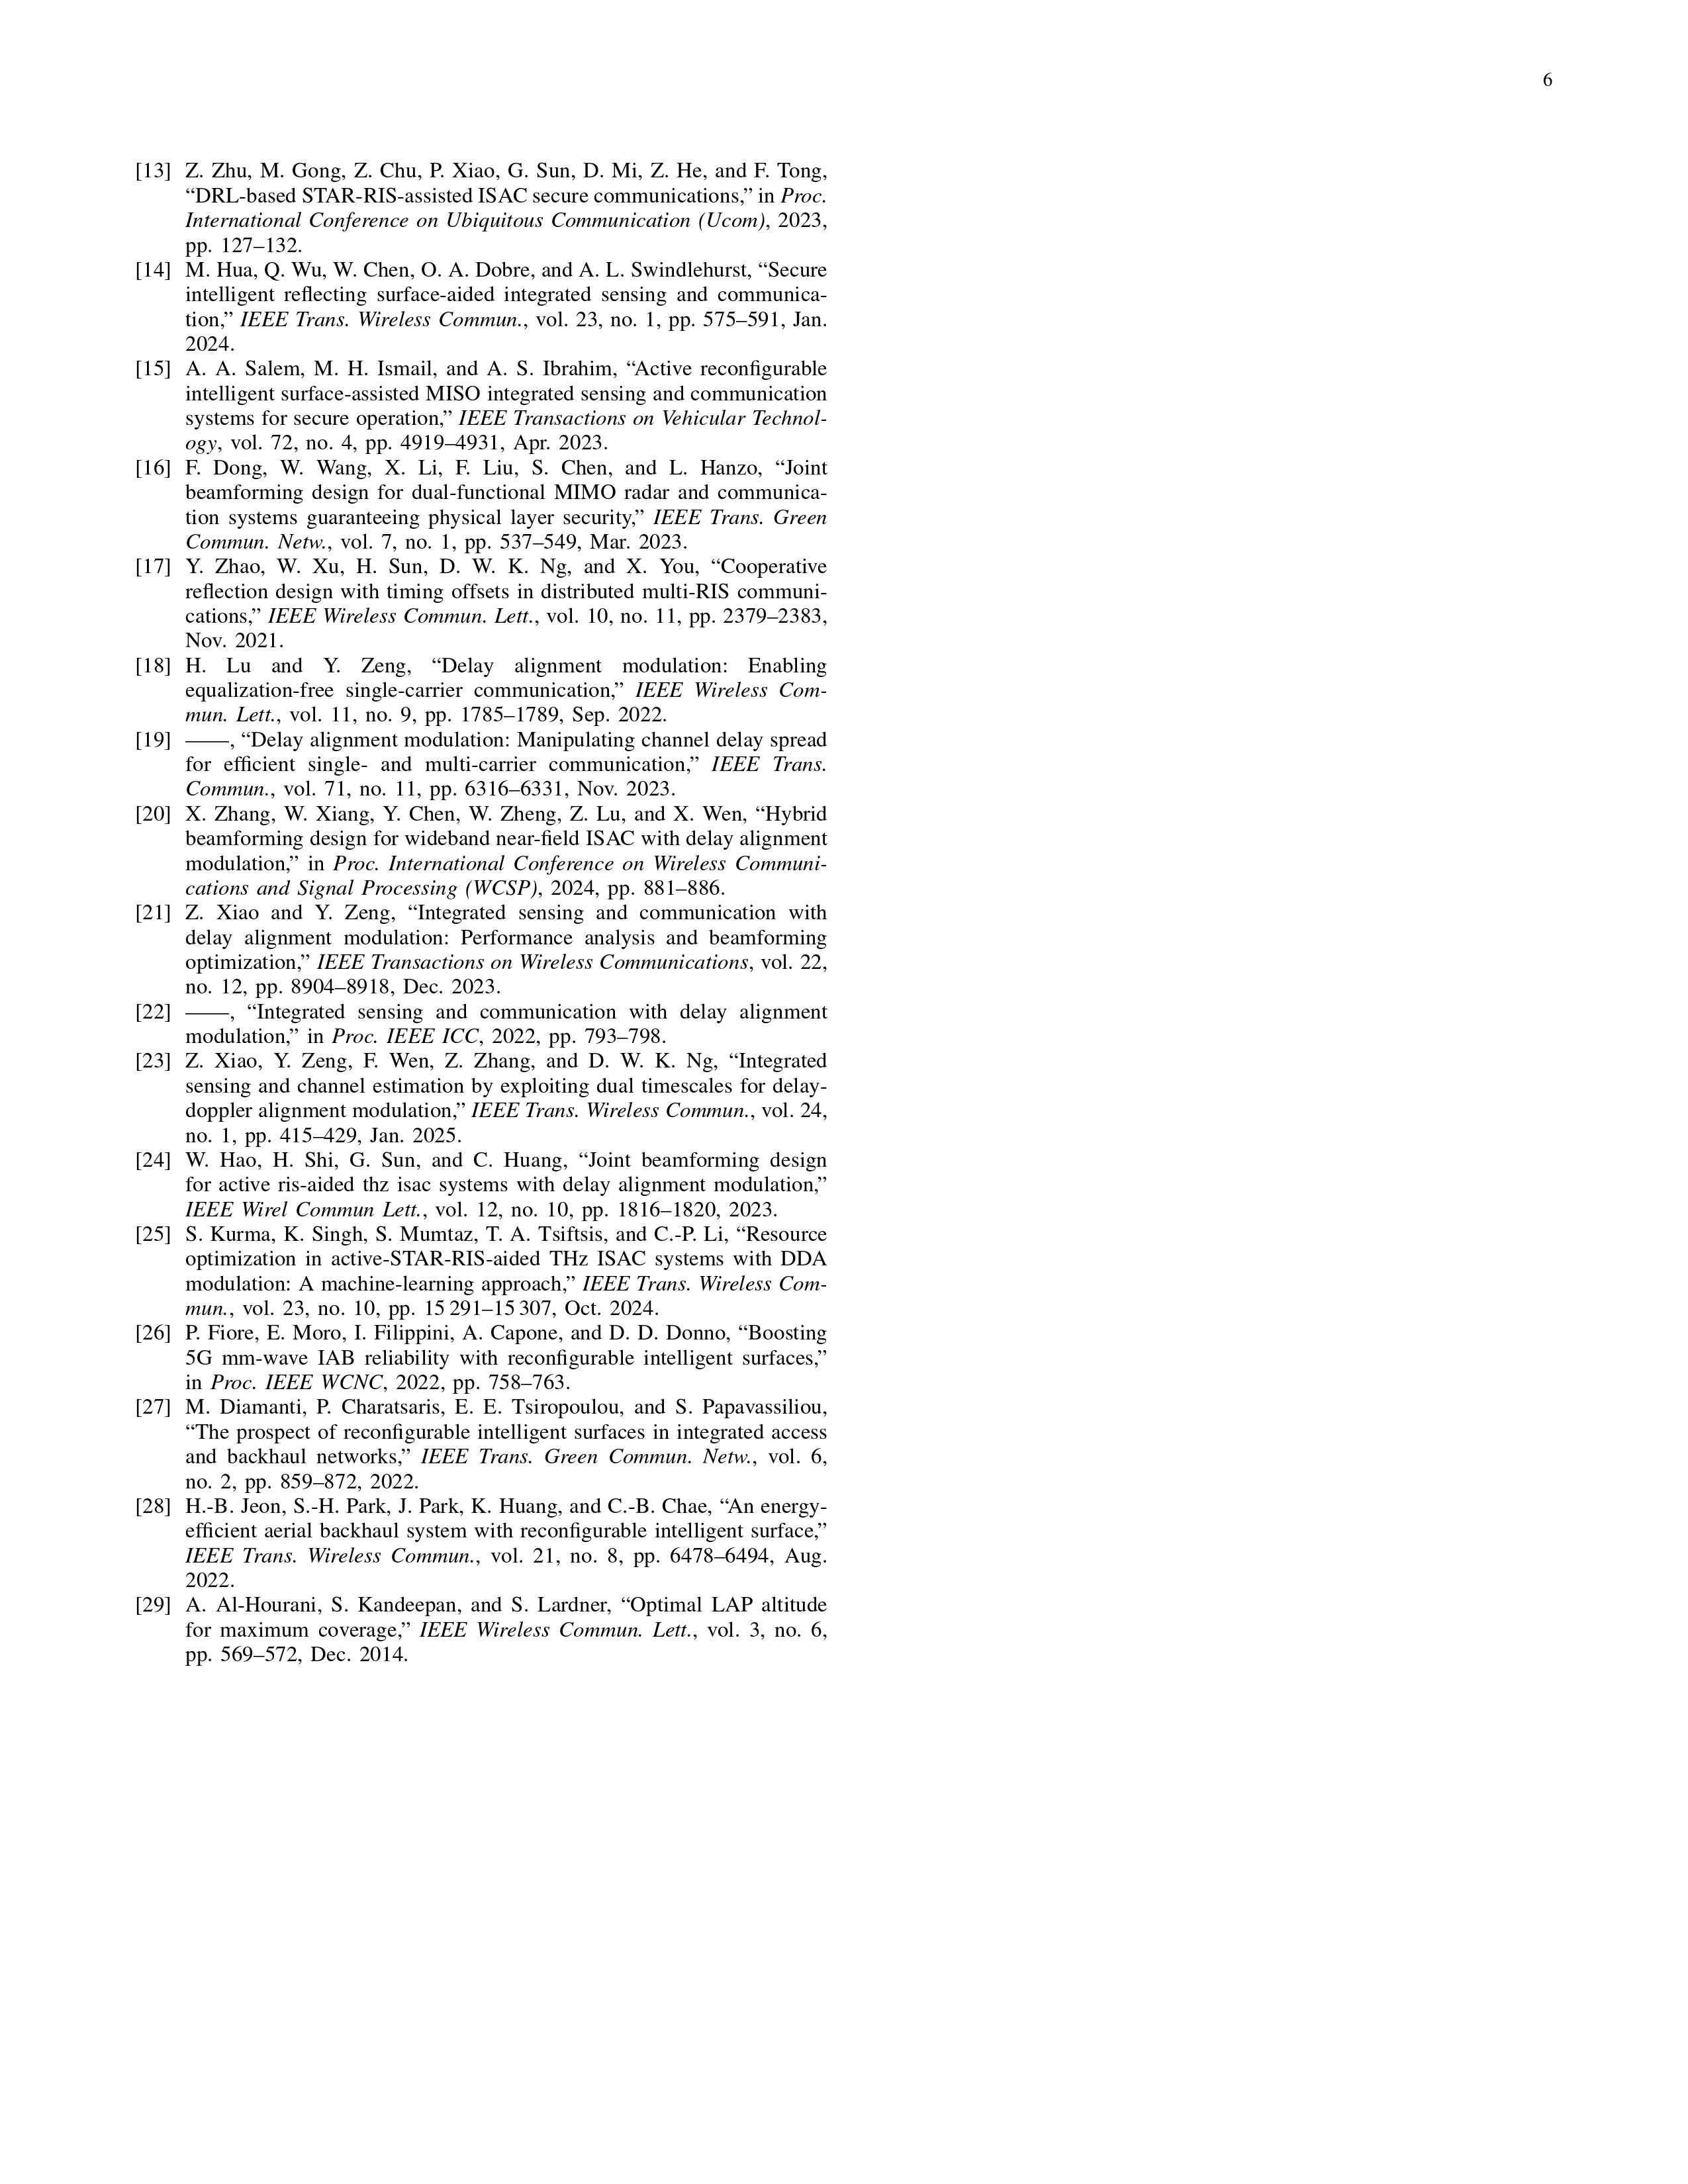 6
[13] Z. Zhu, M. Gong, Z. Chu, P. Xiao, G. Sun, D. Mi, Z. He, and F. Tong,
“DRL-based STAR-RIS-assisted ISAC secure communications,” in Proc.
International Conference on Ubiquitous Communication (Ucom), 2023,
pp. 127–132.
[14] M. Hua, Q. Wu, W. Chen, O. A. Dobre, and A. L. Swindlehurst, “Secure
intelligent reflecting surface-aided integrated sensing and communica-
tion,” IEEE Trans. Wireless Commun., vol. 23, no. 1, pp. 575–591, Jan.
2024.
[15] A. A. Salem, M. H. Ismail, and A. S. Ibrahim, “Active reconfigurable
intelligent surface-assisted MISO integrated sensing and communication
systems for secure operation,” IEEE Transactions on Vehicular Technol-
ogy, vol. 72, no. 4, pp. 4919–4931, Apr. 2023.
[16] F. Dong, W. Wang, X. Li, F. Liu, S. Chen, and L. Hanzo, “Joint
beamforming design for dual-functional MIMO radar and communica-
tion systems guaranteeing physical layer security,” IEEE Trans. Green
Commun. Netw., vol. 7, no. 1, pp. 537–549, Mar. 2023.
[17] Y. Zhao, W. Xu, H. Sun, D. W. K. Ng, and X. You, “Cooperative
reflection design with timing offsets in distributed multi-RIS communi-
cations,” IEEE Wireless Commun. Lett., vol. 10, no. 11, pp. 2379–2383,
Nov. 2021.
[18] H. Lu and Y. Zeng, “Delay alignment modulation: Enabling
equalization-free single-carrier communication,” IEEE Wireless Com-
mun. Lett., vol. 11, no. 9, pp. 1785–1789, Sep. 2022.
[19] ——, “Delay alignment modulation: Manipulating channel delay spread
for efficient single- and multi-carrier communication,” IEEE Trans.
Commun., vol. 71, no. 11, pp. 6316–6331, Nov. 2023.
[20] X. Zhang, W. Xiang, Y. Chen, W. Zheng, Z. Lu, and X. Wen, “Hybrid
beamforming design for wideband near-field ISAC with delay alignment
modulation,” in Proc. International Conference on Wireless Communi-
cations and Signal Processing (WCSP), 2024, pp. 881–886.
[21] Z. Xiao and Y. Zeng, “Integrated sensing and communication with
delay alignment modulation: Performance analysis and beamforming
optimization,” IEEE Transactions on Wireless Communications, vol. 22,
no. 12, pp. 8904–8918, Dec. 2023.
[22] ——, “Integrated sensing and communication with delay alignment
modulation,” in Proc. IEEE ICC, 2022, pp. 793–798.
[23] Z. Xiao, Y. Zeng, F. Wen, Z. Zhang, and D. W. K. Ng, “Integrated
sensing and channel estimation by exploiting dual timescales for delay-
doppler alignment modulation,” IEEE Trans. Wireless Commun., vol. 24,
no. 1, pp. 415–429, Jan. 2025.
[24] W. Hao, H. Shi, G. Sun, and C. Huang, “Joint beamforming design
for active ris-aided thz isac systems with delay alignment modulation,”
IEEE Wirel Commun Lett., vol. 12, no. 10, pp. 1816–1820, 2023.
[25] S. Kurma, K. Singh, S. Mumtaz, T. A. Tsiftsis, and C.-P. Li, “Resource
optimization in active-STAR-RIS-aided THz ISAC systems with DDA
modulation: A machine-learning approach,” IEEE Trans. Wireless Com-
mun., vol. 23, no. 10, pp. 15 291–15 307, Oct. 2024.
[26] P. Fiore, E. Moro, I. Filippini, A. Capone, and D. D. Donno, “Boosting
5G mm-wave IAB reliability with reconfigurable intelligent surfaces,”
in Proc. IEEE WCNC, 2022, pp. 758–763.
[27] M. Diamanti, P. Charatsaris, E. E. Tsiropoulou, and S. Papavassiliou,
“The prospect of reconfigurable intelligent surfaces in integrated access
and backhaul networks,” IEEE Trans. Green Commun. Netw., vol. 6,
no. 2, pp. 859–872, 2022.
[28] H.-B. Jeon, S.-H. Park, J. Park, K. Huang, and C.-B. Chae, “An energy-
efficient aerial backhaul system with reconfigurable intelligent surface,”
IEEE Trans. Wireless Commun., vol. 21, no. 8, pp. 6478–6494, Aug.
2022.
[29] A. Al-Hourani, S. Kandeepan, and S. Lardner, “Optimal LAP altitude
for maximum coverage,” IEEE Wireless Commun. Lett., vol. 3, no. 6,
pp. 569–572, Dec. 2014.